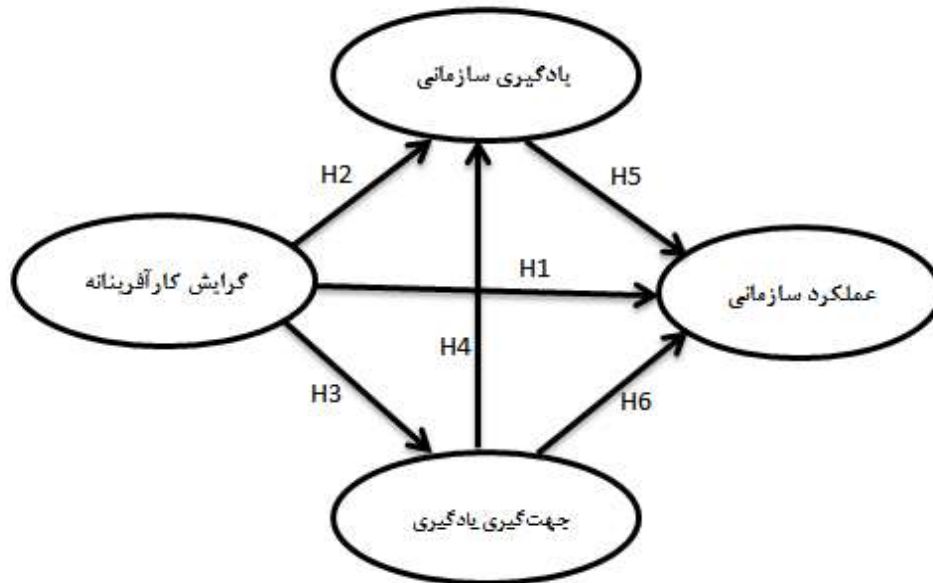 یادگیری سازمانی
H2
H5
گرایش کارآفرینانه
H1
عملکرد سازمانی
H4
H3
H6
جهت‌گیری یادگیری